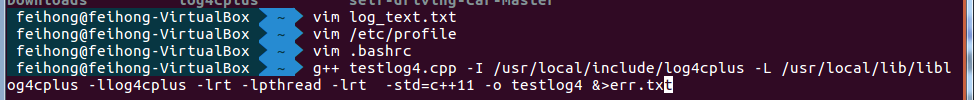 Downloads log4cplus self-driving-car-master
feihong@feihong-VirtualBox ~ vim log_text.txt
feihong@feihong-VirtualBox ~ vim /etc/profile
feihong@feihong-VirtualBox ~ vim .bashrc
feihong@feihong-VirtualBox ~ g++ testlog4.cpp -I /usr/local/include/log4cplus -L /usr/local/lib/libl
og4cplus -llog4cplus -lrt -lpthread -lrt  -std=c++11 -o testlog4 &>err.txt